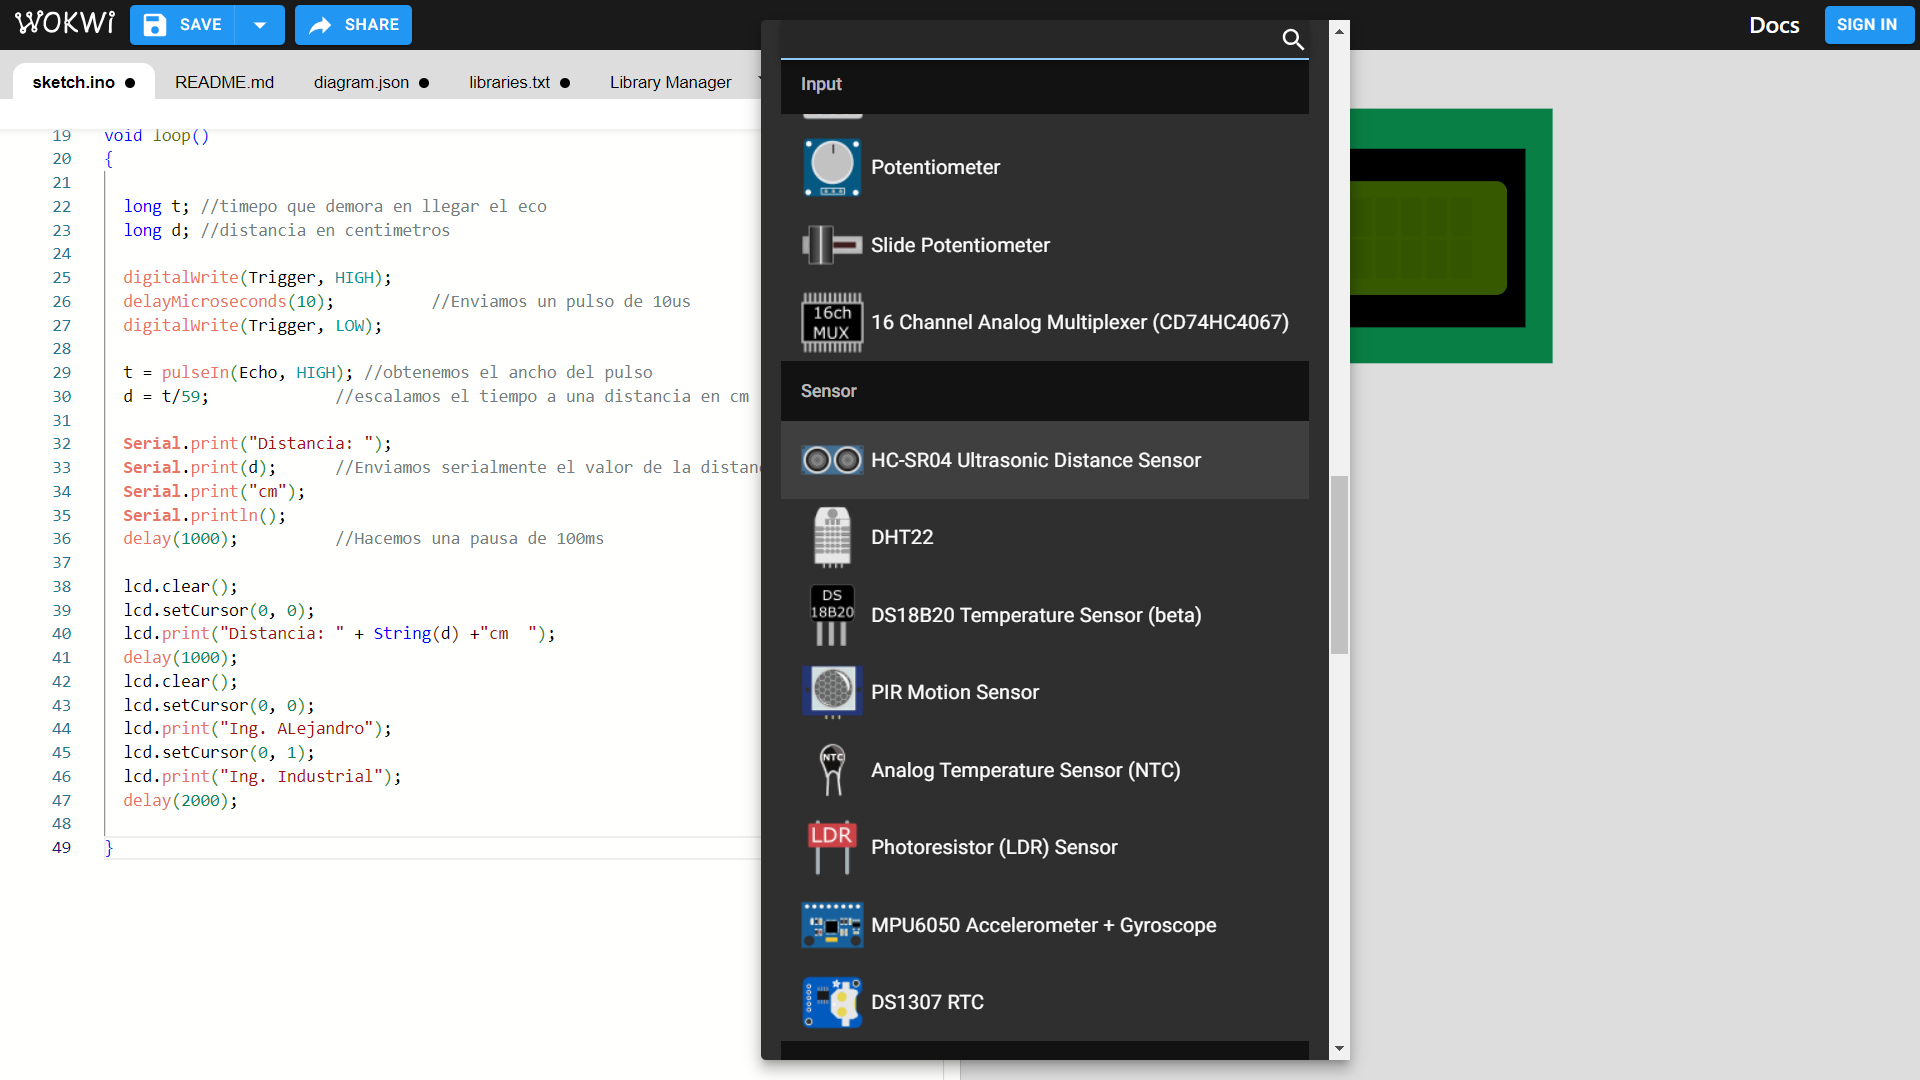 WOKWi
SAVE
SHARE
Docs
SIGN IN
sketch.ino ●
README.md
diagram.json ●
libraries.txt ●
Library Manager
19 void loop()
20 {
21
22 long t; //timepo que demora en llegar el eco
23 long d; //distancia en centimetros
24
25 digitalWrite(Trigger, HIGH);
26 delayMicroseconds(10); //Enviamos un pulso de 10us
27 digitalWrite(Trigger, LOW);
28
29 t = pulseIn(Echo, HIGH); //obtenemos el ancho del pulso
30 d = t/59; //escalamos el tiempo a una distancia en cm
31
32 Serial.print("Distancia: ");
33 Serial.print(d); //Enviamos serialmente el valor de la distan
34 Serial.print("cm");
35 Serial.println();
36 delay(1000); //Hacemos una pausa de 100ms
37
38 lcd.clear();
39 lcd.setCursor(0, 0);
40 lcd.print("Distancia: " + String(d) +"cm  ");
41 delay(1000);
42 lcd.clear();
43 lcd.setCursor(0, 0);
44 lcd.print("Ing. ALejandro");
45 lcd.setCursor(0, 1);
46 lcd.print("Ing. Industrial");
47 delay(2000);
48
49 }
Input
Potentiometer
Slide Potentiometer
16ch
MUX
16 Channel Analog Multiplexer (CD74HC4067)
Sensor
HC-SR04 Ultrasonic Distance Sensor
DHT22
DS
18B20
DS18B20 Temperature Sensor (beta)
PIR Motion Sensor
NTC
Analog Temperature Sensor (NTC)
LDR
Photoresistor (LDR) Sensor
MPU6050 Accelerometer + Gyroscope
DS1307 RTC